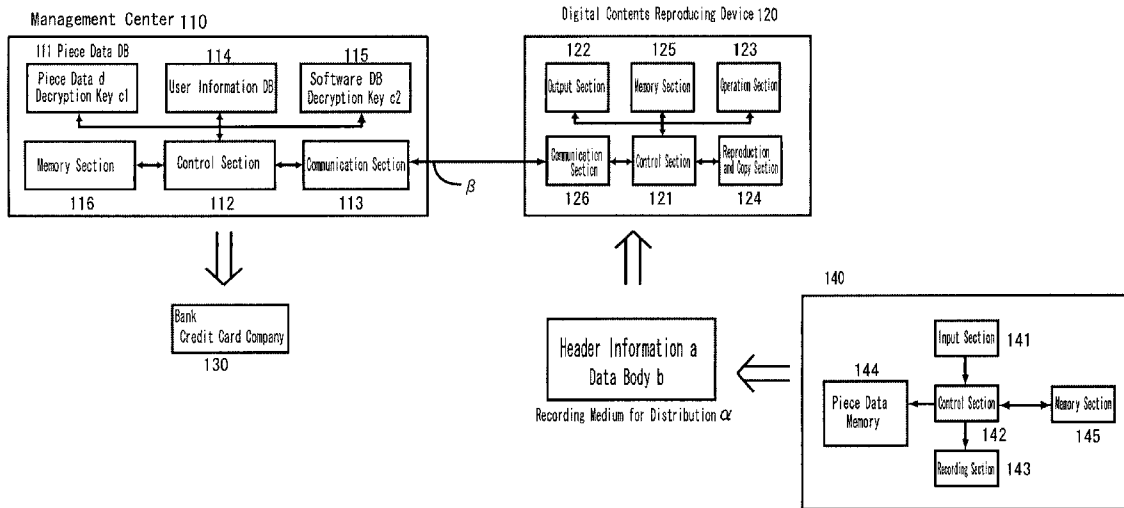 Management Center 110
111 Piece Data DB
Piece Data d
Decryption Key c1
114
User Information DB
115
Software DB
Decryption Key c2
Memory Section
116
Control Section
112
Communication Section
113
β
Bank
Credit Card Company
130
Digital Contents Reproducing Device 120
122
Output Section
125
Memory Section
123
Operation Section
Communication
Section
126
Control Section
121
Reproduction
and Copy Section
124
Header Information a
Data Body b
Recording Medium for Distribution α
140
Input Section
141
144
Piece Data
Memory
Control Section
142
Memory Section
145
Recording Section
143